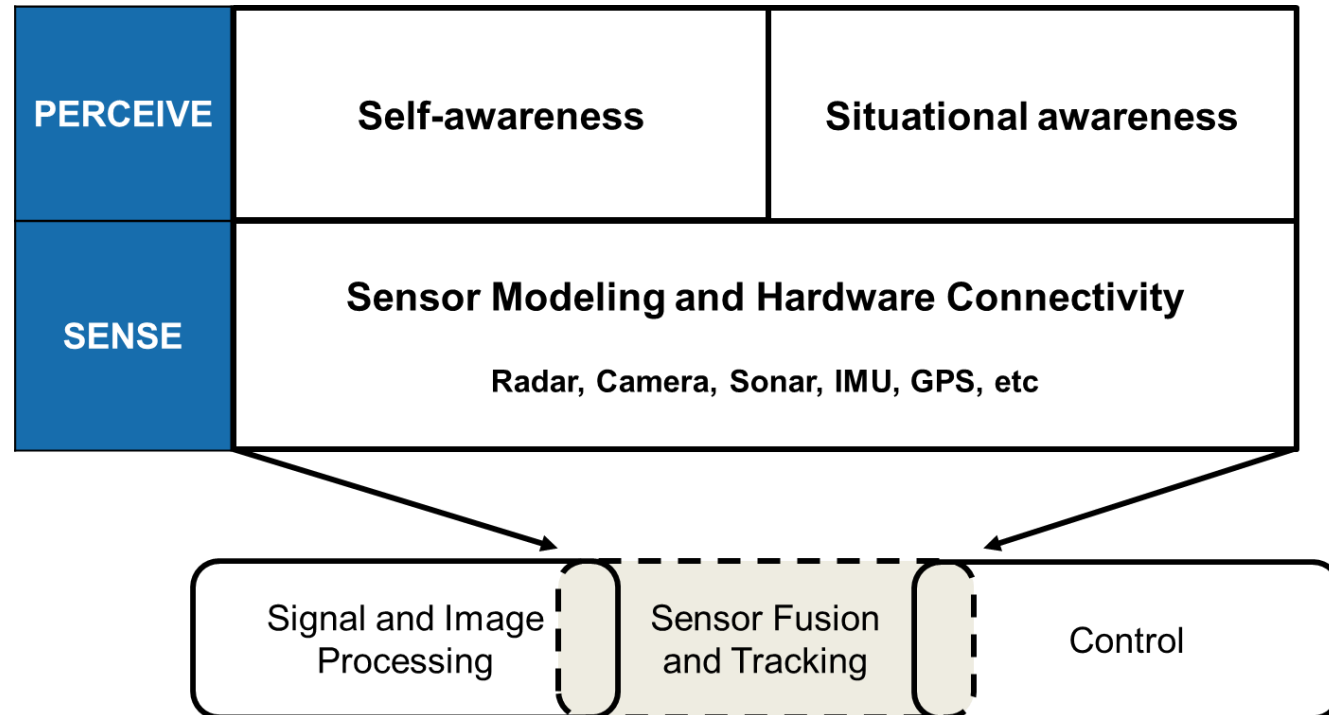 PERCEIVE
Self-awareness
Situational awareness
SENSE
Sensor Modeling and Hardware Connectivity
Radar, Camera, Sonar, IMU, GPS, etc
Signal and Image
Processing
Sensor Fusion
and Tracking
Control